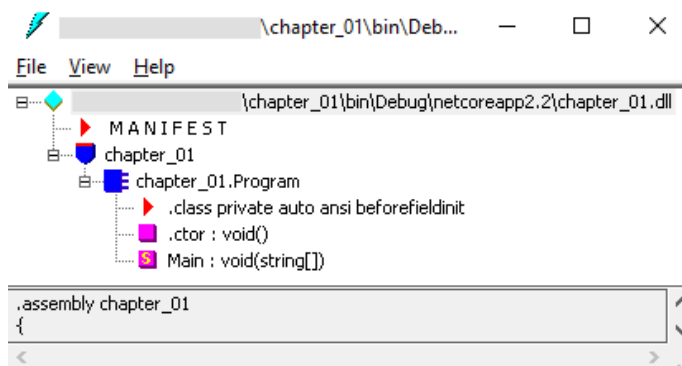 \chapter_01\bin\Deb...
File View Help
\chapter_01\bin\Debug\netcoreapp2.2\chapter_01.dll
MANIFEST
chapter_01
chapter_01.Program
.class private auto ansi beforefieldinit
.ctor : void()
S Main : void(string[])
.assembly chapter_01
{